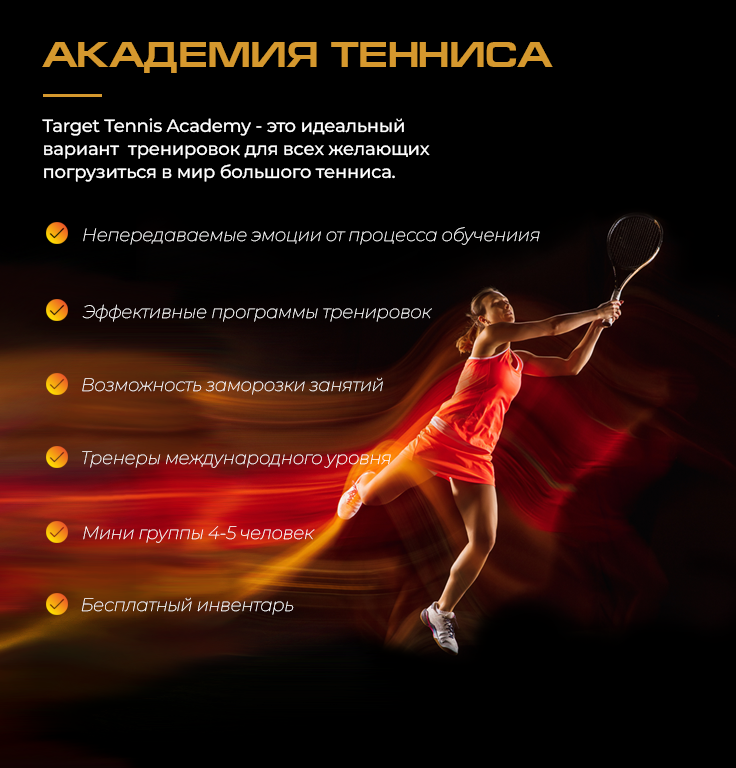 АКАДЕМИЯ ТЕННИСА
Target Tennis Academy - это идеальный
вариант  тренировок для всех желающих
погрузиться в мир большого тенниса.
Непередаваемые эмоции от процесса обучениия
Эффективные программы тренировок
Возможность заморозки занятий
Тренеры международного уровня
Мини группы 4-5 человек
Бесплатный инвентарь